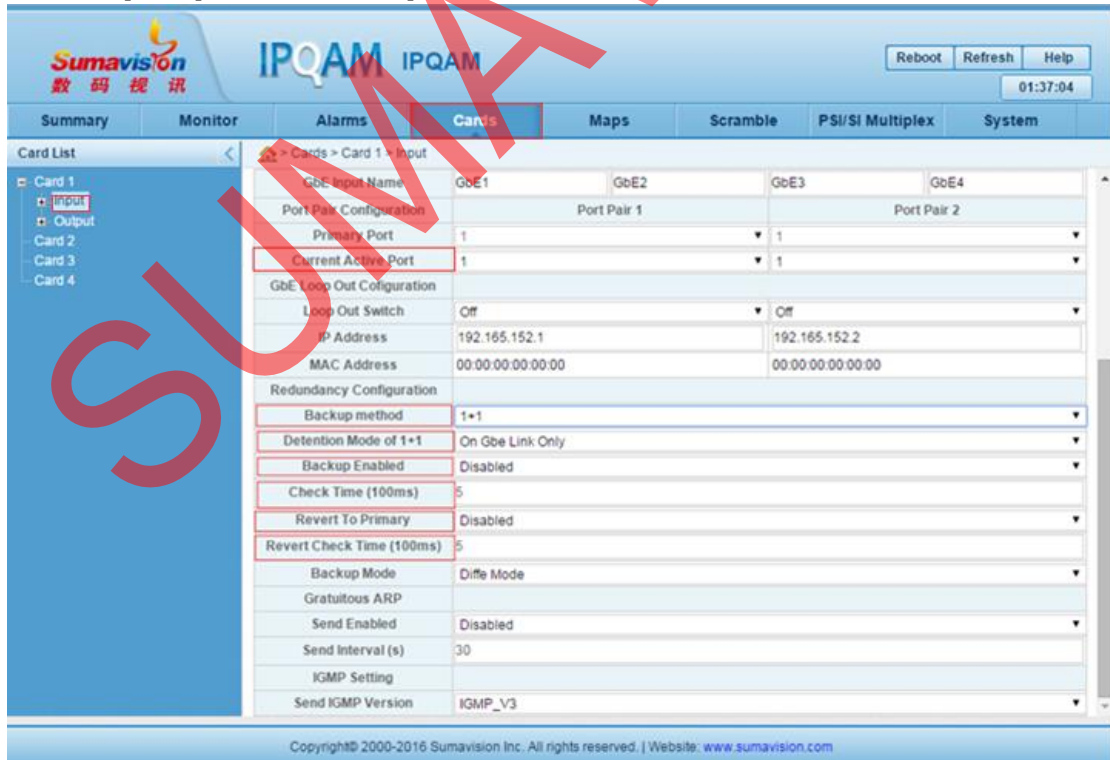 Sumavision
数码视讯
IPQAM IPQAM
Reboot Refresh Help
01:37:04
Summary Monitor Alarms Cards Maps Scramble PSI/SI Multiplex System
Card List
> Cards > Card 1 > Input
Card 1
Input
Output
Card 2
Card 3
Card 4
GbE Input Name GbE1 GbE2 GbE3 GbE4
Port Pair Configuration Port Pair 1 Port Pair 2
Primary Port 1 1
Current Active Port 1 1
GbE Loop Out Cofiguration
Loop Out Switch Off Off
IP Address 192.165.152.1 192.165.152.2
MAC Address 00:00:00:00:00:00 00:00:00:00:00:00
Redundancy Configuration
Backup method 1+1
Detention Mode of 1+1 On Gbe Link Only
Backup Enabled Disabled
Check Time (100ms) 5
Revert To Primary Disabled
Revert Check Time (100ms) 5
Backup Mode Diffe Mode
Gratuitous ARP
Send Enabled Disabled
Send Interval (s) 30
IGMP Setting
Send IGMP Version IGMP_V3
Copyright© 2000-2016 Sumavision Inc. All rights reserved. | Website: www.sumavision.com
SUMA